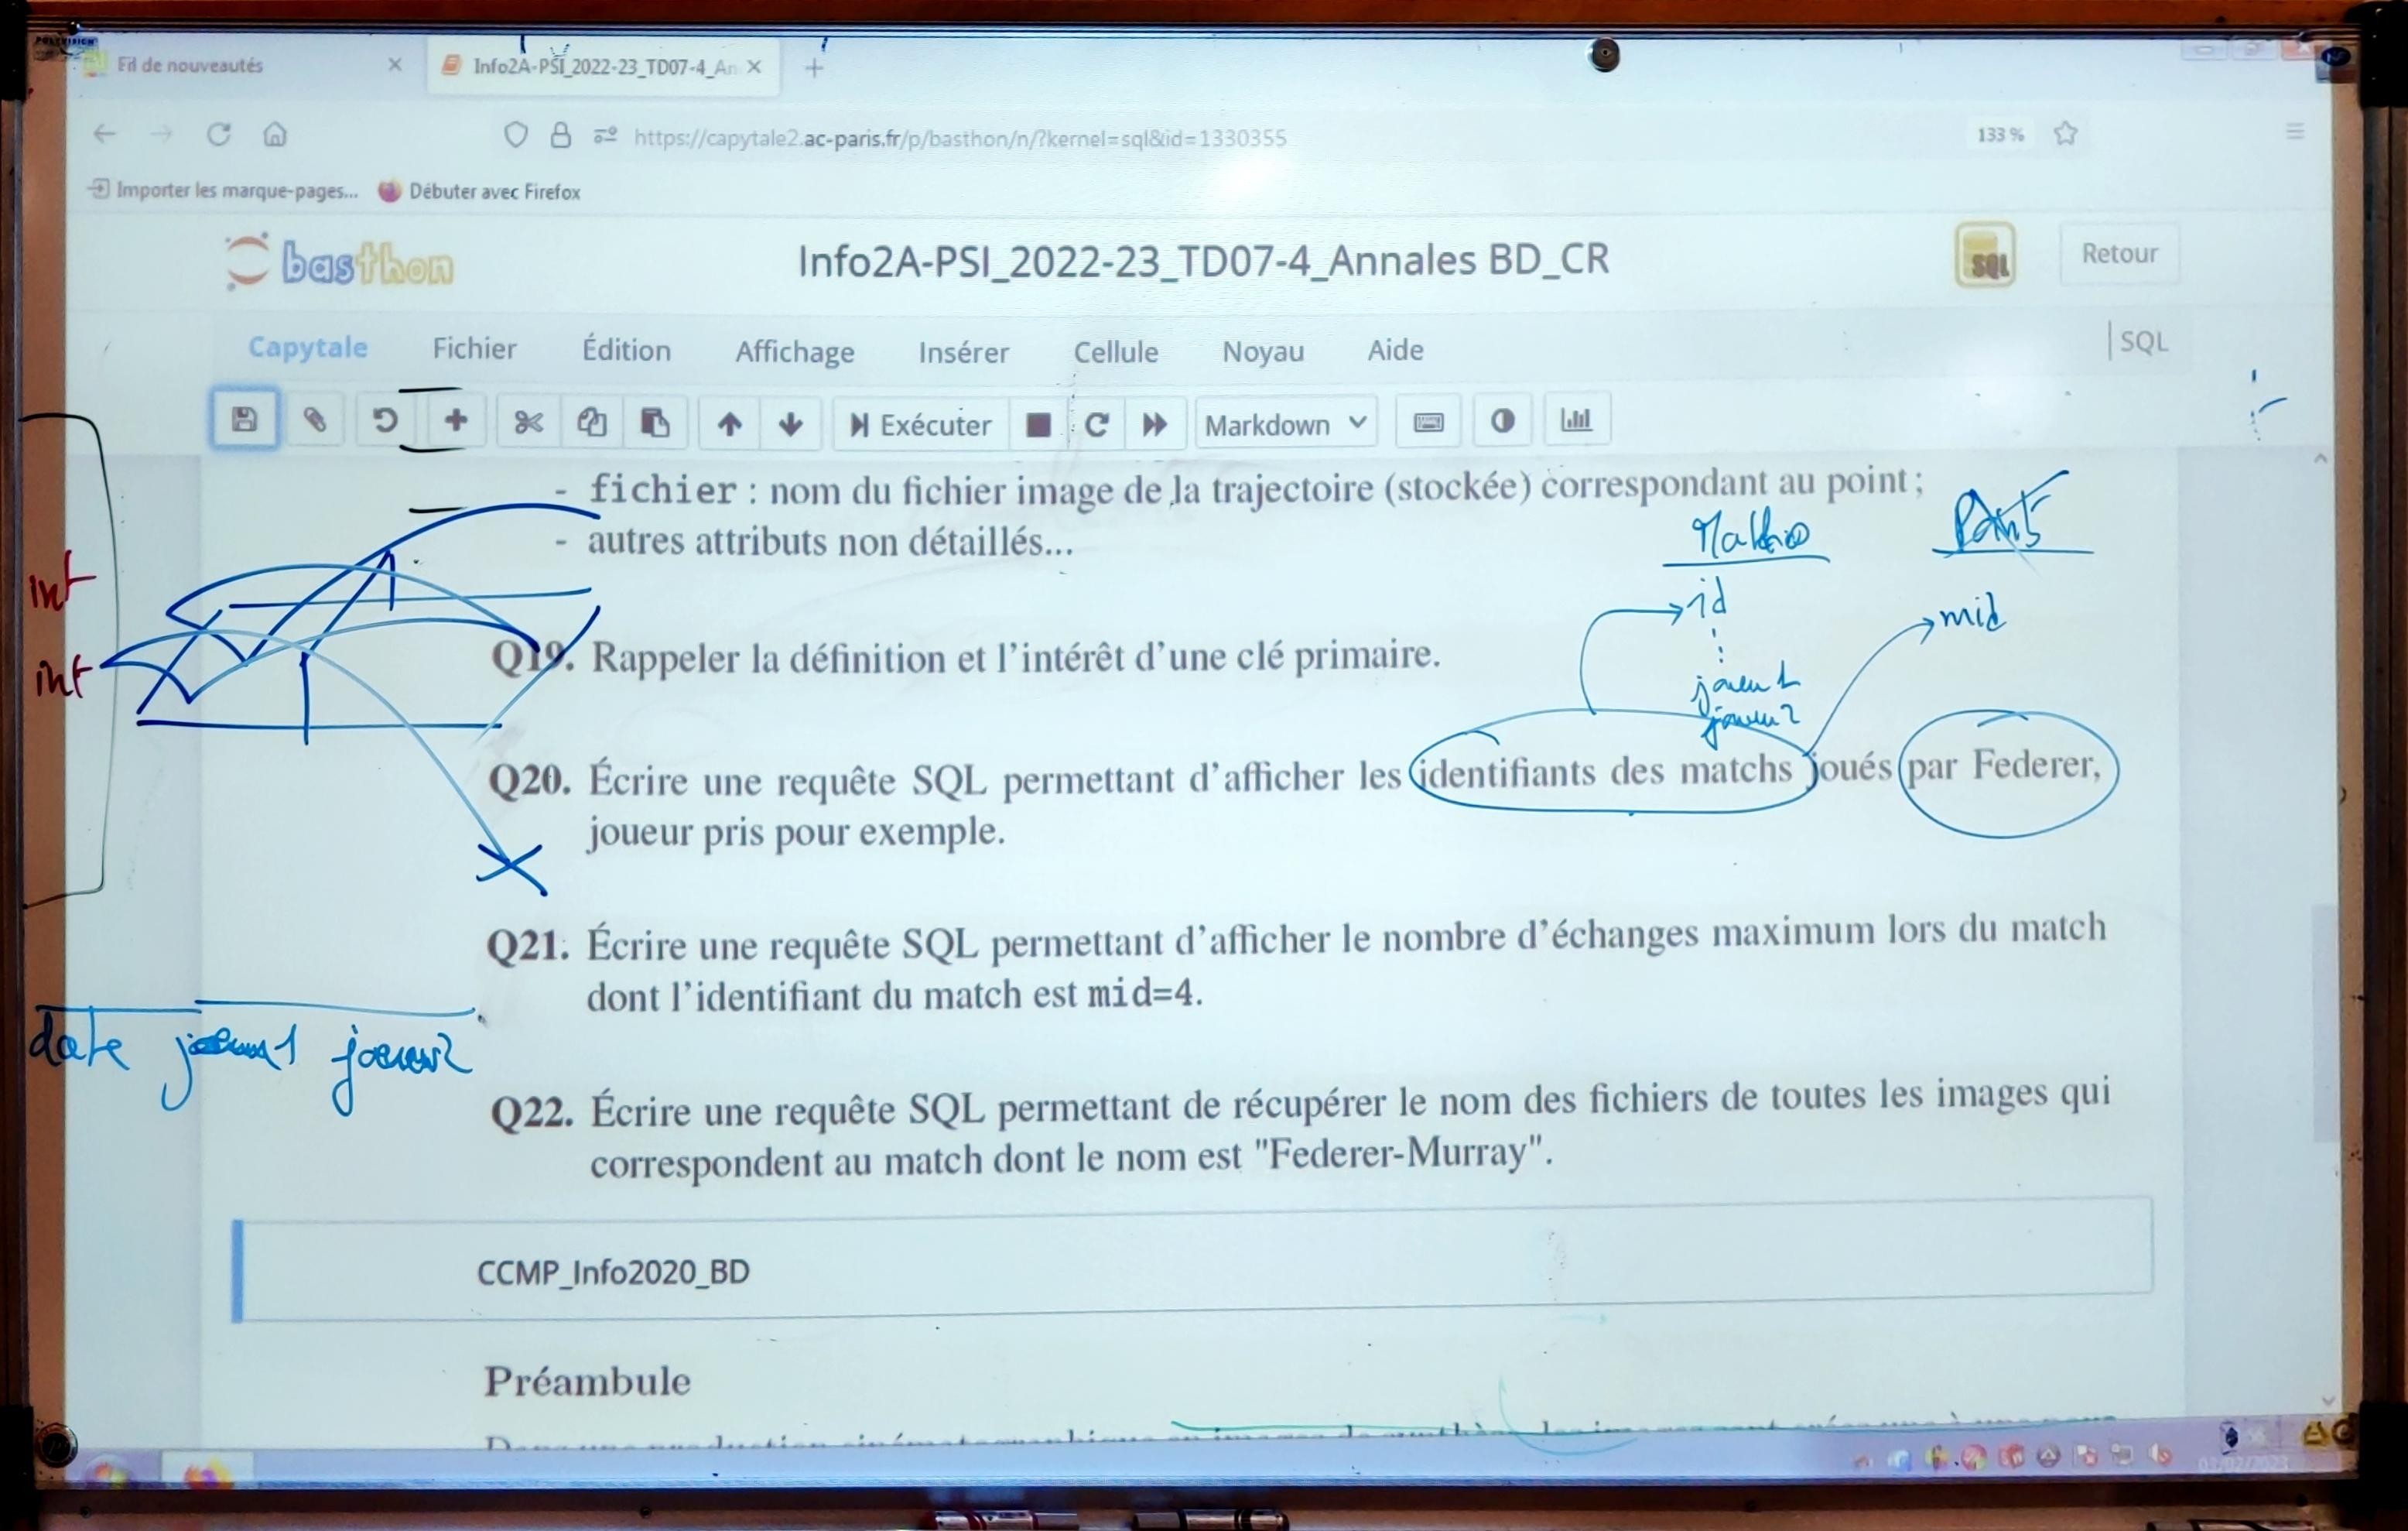 POLYVISION
Fil de nouveautés
Info2A-PSI_2022-23_TD07-4_An
https://capytale2.ac-paris.fr/p/basthon/n/?kernel=sql&id=1330355
133 %
Importer les marque-pages... Débuter avec Firefox
basthon
Info2A-PSI_2022-23_TD07-4_Annales BD_CR
SQL
Retour
Capytale Fichier Édition Affichage Insérer Cellule Noyau Aide
SQL
Exécuter Markdown
- fichier : nom du fichier image de la trajectoire (stockée) correspondant au point ;
- autres attributs non détaillés...
id
mid
int
int
joueur1
joueur2
Q19. Rappeler la définition et l'intérêt d'une clé primaire.
Q20. Écrire une requête SQL permettant d'afficher les identifiants des matchs joués par Federer,
joueur pris pour exemple.
Q21. Écrire une requête SQL permettant d'afficher le nombre d'échanges maximum lors du match
dont l'identifiant du match est mid=4.
date joueur1 joueur2
Q22. Écrire une requête SQL permettant de récupérer le nom des fichiers de toutes les images qui
correspondent au match dont le nom est "Federer-Murray".
CCMP_Info2020_BD
Préambule